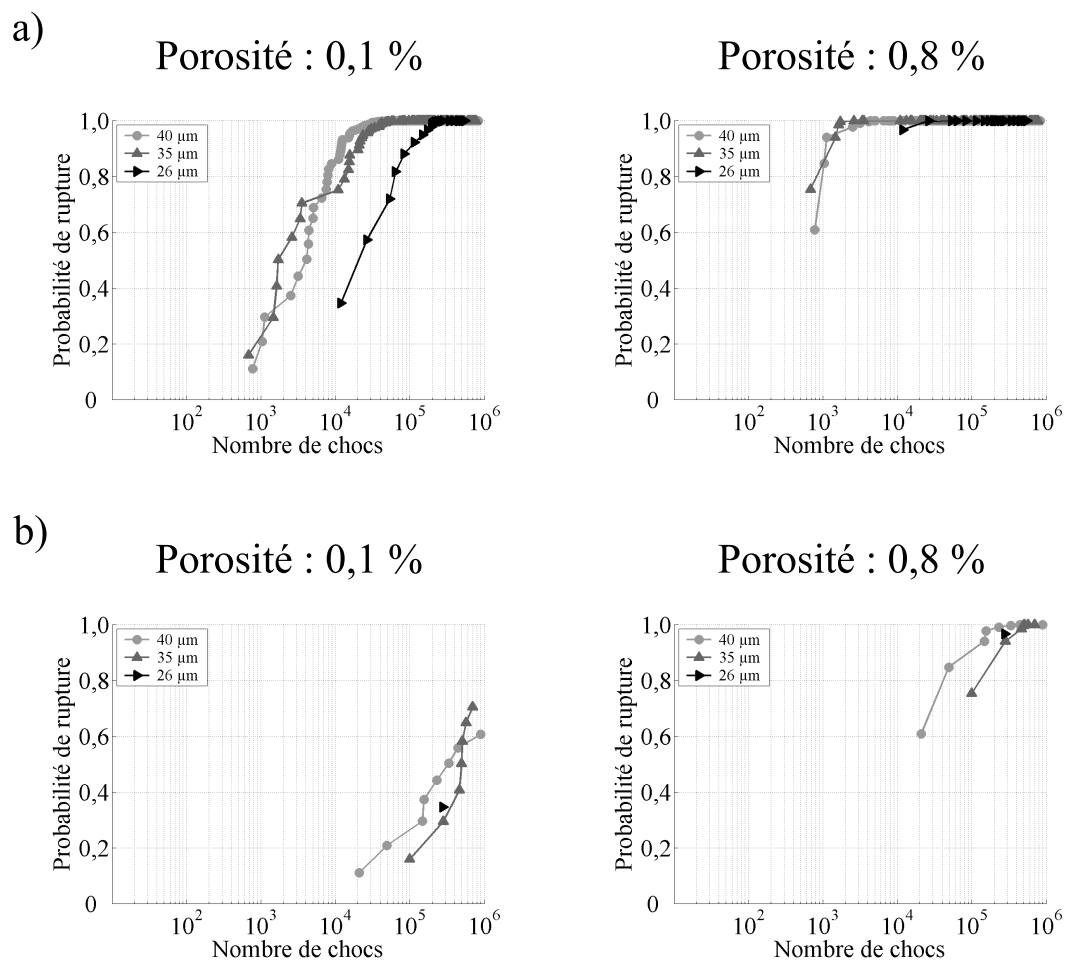 a)
Porosité : 0,1 %
Porosité : 0,8 %
Probabilité de rupture
1,0
0,8
0,6
0,4
0,2
0
40 µm
35 µm
26 µm
10² 10³ 10⁴ 10⁵ 10⁶
Nombre de chocs
Probabilité de rupture
1,0
0,8
0,6
0,4
0,2
0
40 µm
35 µm
26 µm
10² 10³ 10⁴ 10⁵ 10⁶
Nombre de chocs
b)
Porosité : 0,1 %
Porosité : 0,8 %
Probabilité de rupture
1,0
0,8
0,6
0,4
0,2
0
40 µm
35 µm
26 µm
10² 10³ 10⁴ 10⁵ 10⁶
Nombre de chocs
Probabilité de rupture
1,0
0,8
0,6
0,4
0,2
0
40 µm
35 µm
26 µm
10² 10³ 10⁴ 10⁵ 10⁶
Nombre de chocs